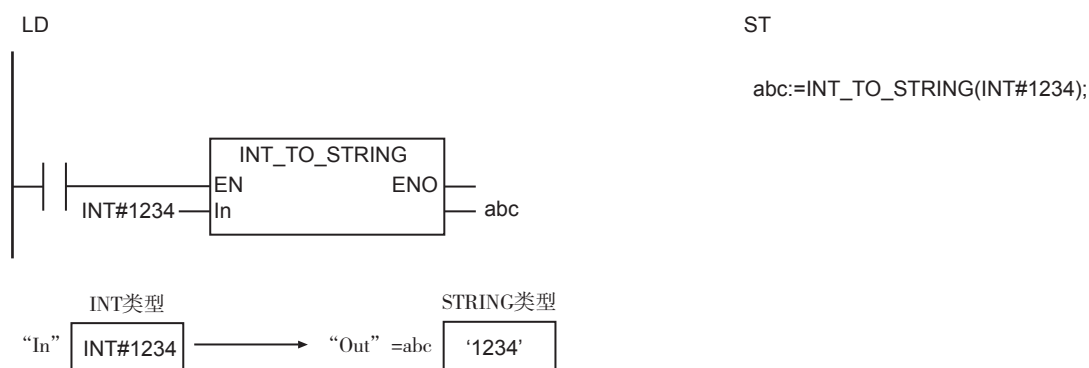 LD
ST
abc:=INT_TO_STRING(INT#1234);
INT_TO_STRING
EN ENO
INT#1234 In abc
INT类型 STRING类型
“In” INT#1234 “Out” =abc ‘1234’